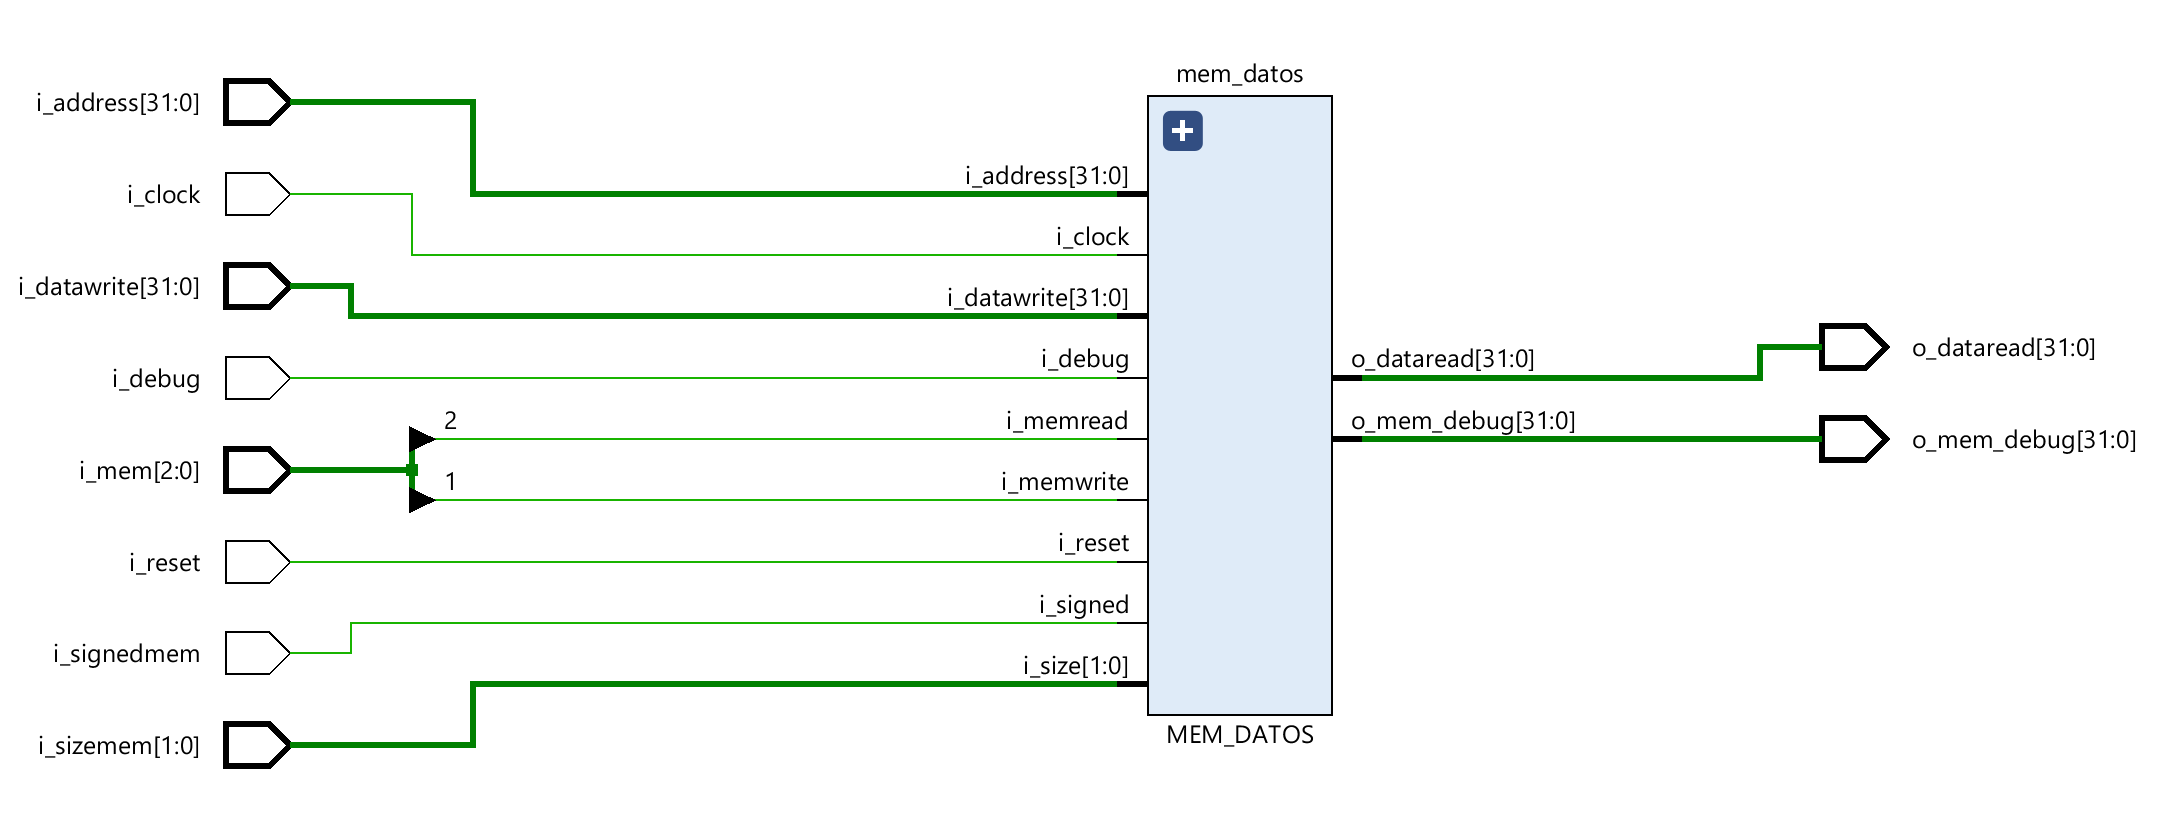 mem_datos
i_address[31:0]
i_clock
i_datawrite[31:0]
i_debug
i_mem[2:0]
i_reset
i_signedmem
i_sizemem[1:0]
2
1
i_address[31:0]
i_clock
i_datawrite[31:0]
i_debug
i_memread
i_memwrite
i_reset
i_signed
i_size[1:0]
MEM_DATOS
o_dataread[31:0]
o_mem_debug[31:0]
o_dataread[31:0]
o_mem_debug[31:0]